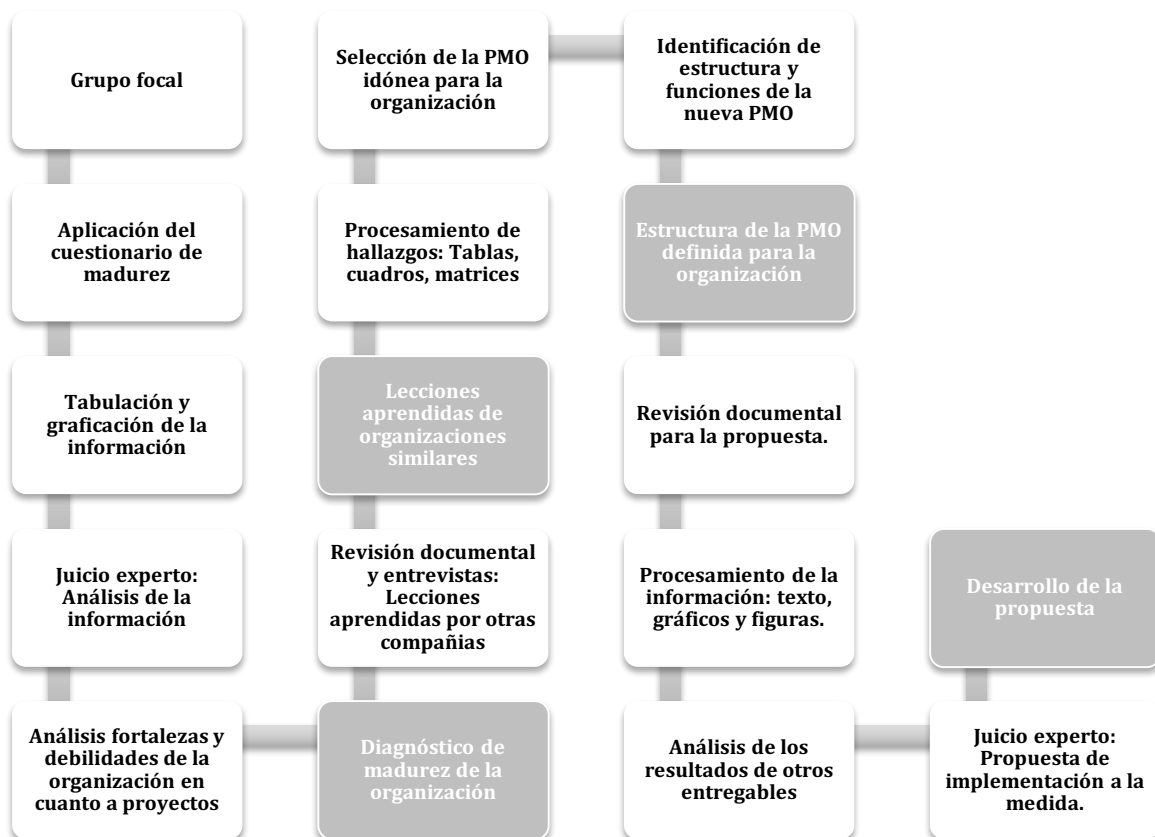 Grupo focal
Aplicación del
cuestionario de
madurez
Tabulación y
graficación de la
información
Juicio experto:
Análisis de la
información
Análisis fortalezas y
debilidades de la
organización en
cuanto a proyectos
Diagnóstico de
madurez de la
organización
Revisión documental
y entrevistas:
Lecciones
aprendidas por otras
compañias
Lecciones
aprendidas de
organizaciones
similares
Procesamiento de
hallazgos: Tablas,
cuadros, matrices
Selección de la PMO
idónea para la
organización
Identificación de
estructura y
funciones de la
nueva PMO
Estructura de la PMO
definida para la
organización
Revisión documental
para la propuesta.
Procesamiento de la
información: texto,
gráficos y figuras.
Análisis de los
resultados de otros
entregables
Juicio experto:
Propuesta de
implementación a la
medida.
Desarrollo de la
propuesta